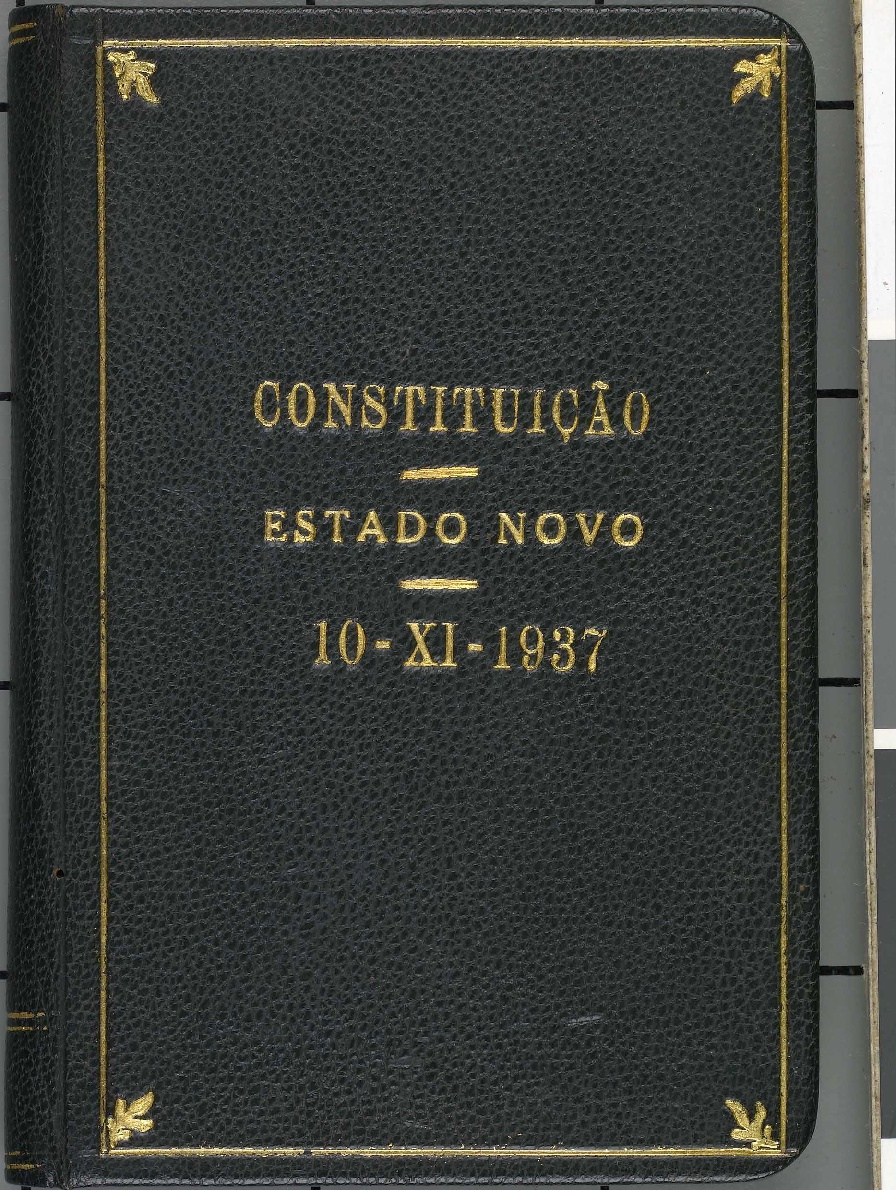 CONSTITUIÇÃO
ESTADO NOVO
10-XI-1937